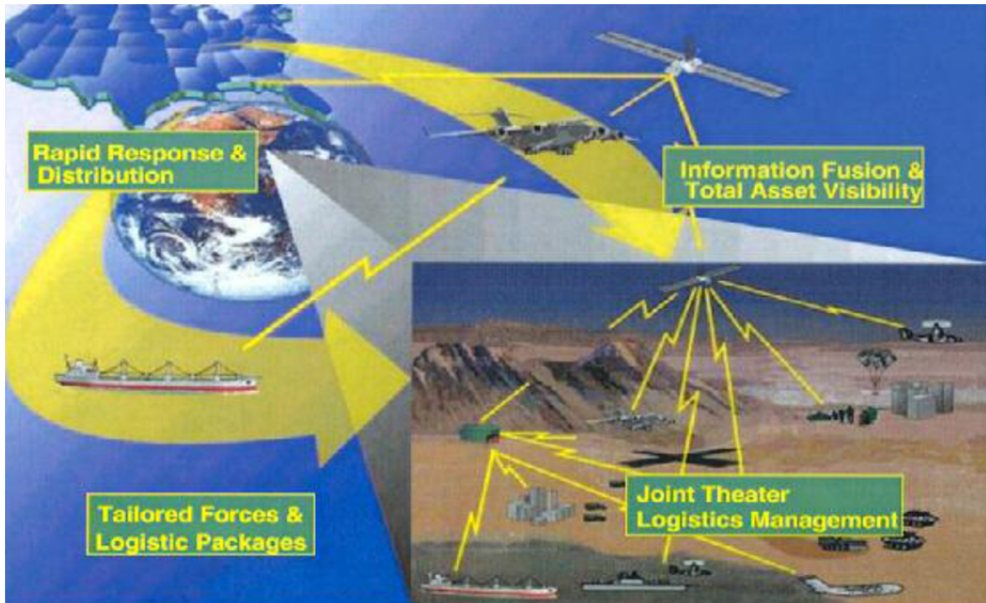 Rapid Response &
Distribution
Information Fusion &
Total Asset Visibility
Tailored Forces &
Logistic Packages
Joint Theater
Logistics Management